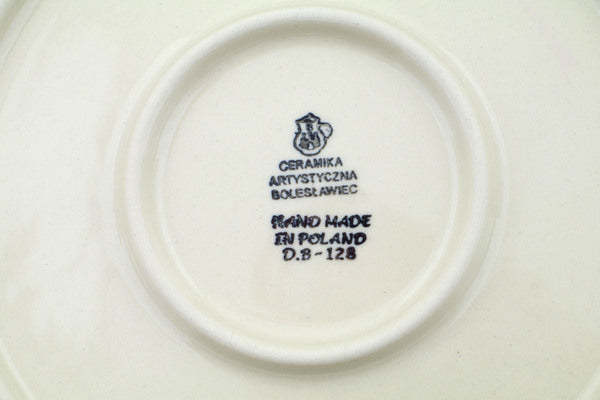 CERAMIKA
ARTYSTYCZNA
BOLESŁAWIEC
HAND MADE
IN POLAND
D.B-128